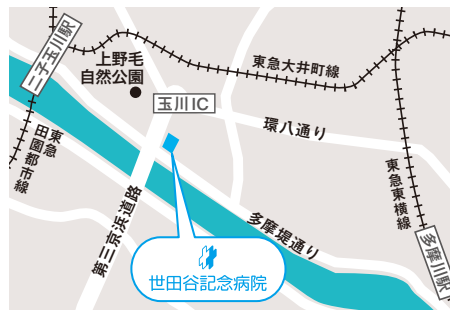 二子玉川駅
上野毛
自然公園
東急大井町線
玉川IC
環八通り
東急
田園都市線
東急東横線
第三京浜道路
多摩堤通り
多摩川駅
世田谷記念病院